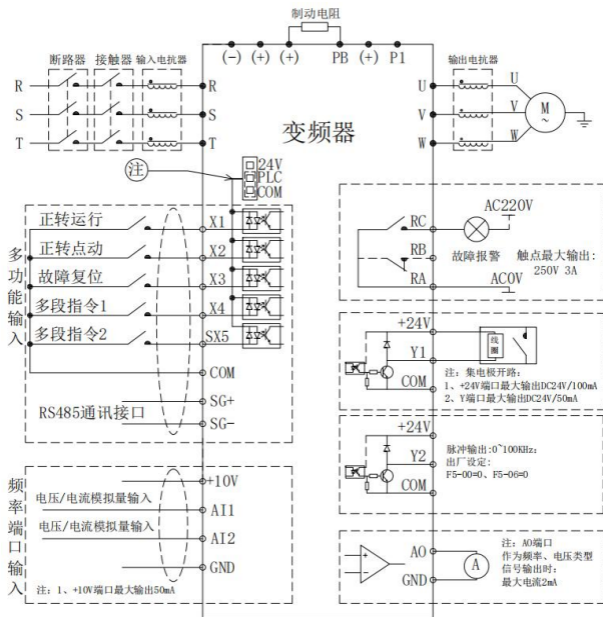 制动电阻
(-) (+) (+) PB (+) P1
断路器 接触器 输入电抗器
输出电抗器
R R
S S
T T
变频器
U U
V V
W W
M
~
注
24V
PLC
COM
多功能输入
正转运行 X1
正转点动 X2
故障复位 X3
多段指令1 X4
多段指令2 SX5
COM
SG+
RS485通讯接口
SG-
频率端口输入
+10V
电压/电流模拟量输入 AI1
电压/电流模拟量输入 AI2
GND
注: 1、+10V端口最大输出50mA
RC AC220V
RB 故障报警 触点最大输出:
250V 3A
RA AC0V
+24V
Y1 线圈
COM
注: 集电极开路:
1、+24V端口最大输出DC24V/100mA
2、Y端口最大输出DC24V/50mA
+24V
Y2
COM
脉冲输出:0~100KHz;
出厂设定:
F5-00=0、F5-06=0
AO
GND
A
注: AO端口
作为频率、电压类型
信号输出时:
最大电流2mA